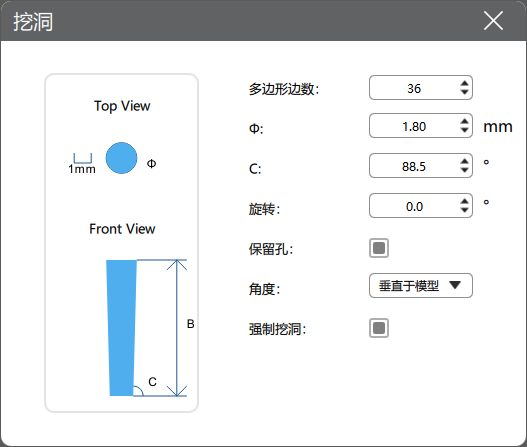 挖洞
Top View
1mm
Φ
Front View
B
C
多边形边数: 36
Φ: 1.80 mm
C: 88.5 °
旋转: 0.0 °
保留孔:
角度: 垂直于模型
强制挖洞: